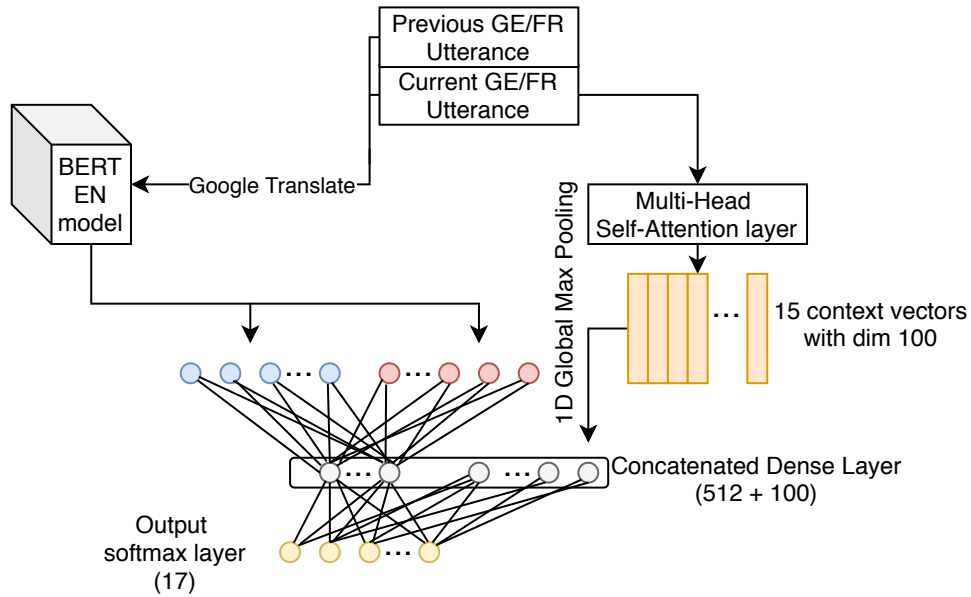 Previous GE/FR
Utterance
Current GE/FR
Utterance
BERT
EN
model
Google Translate
Multi-Head
Self-Attention layer
1D Global Max Pooling
...
15 context vectors
with dim 100
...
...
...
...
Concatenated Dense Layer
(512 + 100)
Output
softmax layer
(17)
...